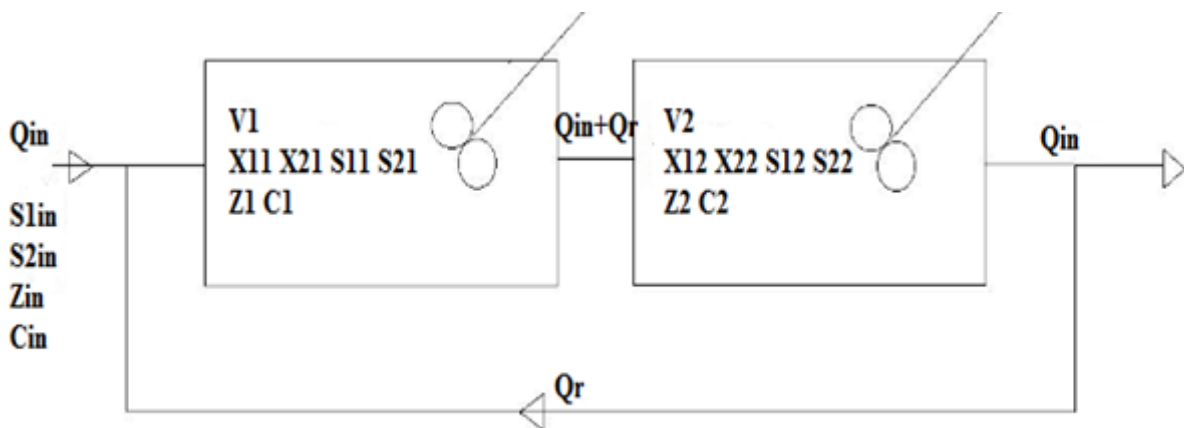 Qin
S1in
S2in
Zin
Cin
V1
X11 X21 S11 S21
Z1 C1
Qin+Qr
V2
X12 X22 S12 S22
Z2 C2
Qin
Qr